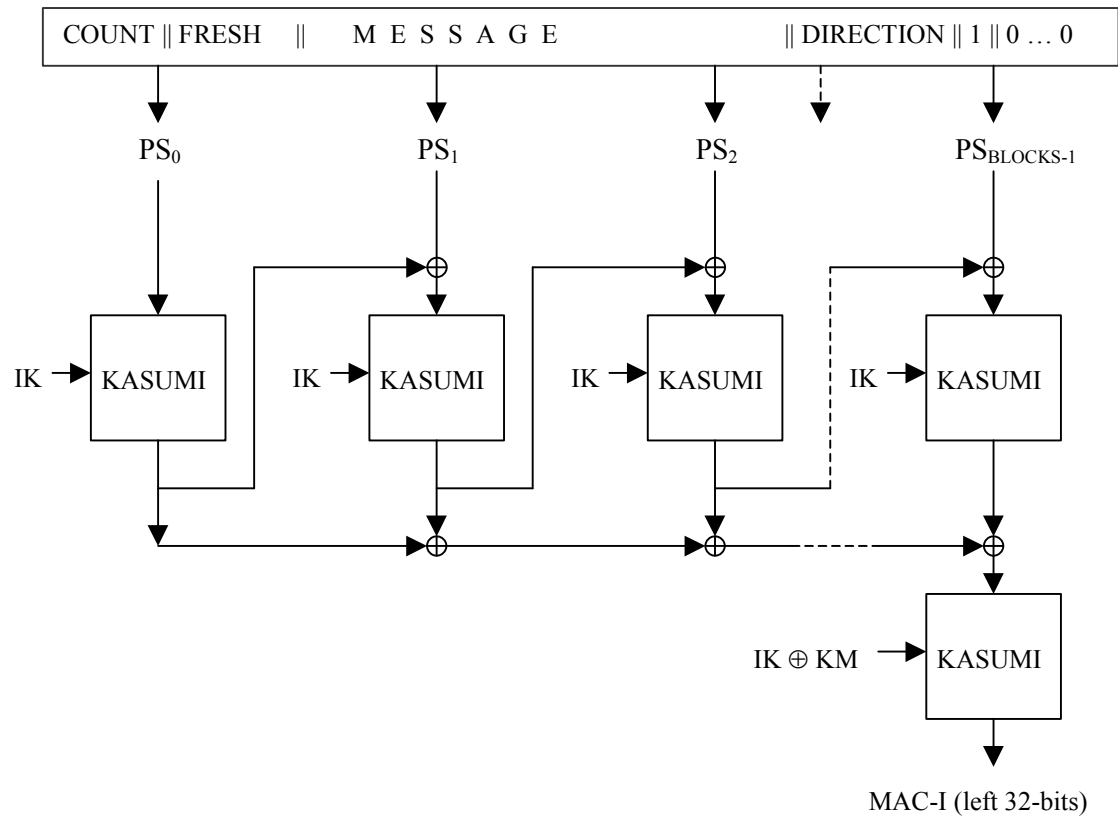 COUNT || FRESH || M E S S A G E || DIRECTION || 1 || 0 … 0
PS0 PS1 PS2 PSBLOCKS-1
IK KASUMI IK KASUMI IK KASUMI IK KASUMI
IK ⊕ KM KASUMI
MAC-I (left 32-bits)